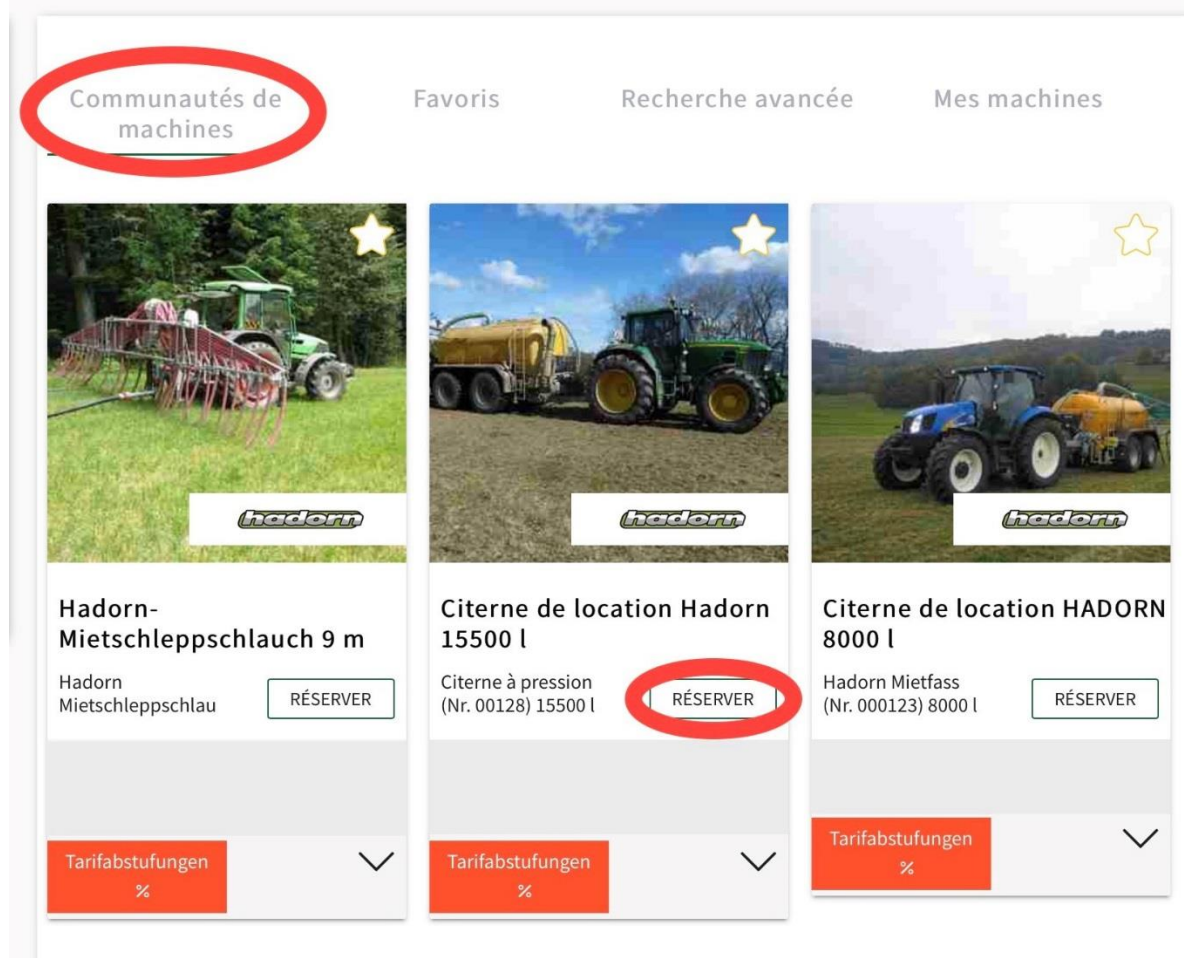 Communautés de
machines
Favoris
Recherche avancée
Mes machines
hadorn
Hadorn-
Mietschleppschlauch 9 m
Hadorn
Mietschleppschlau
RÉSERVER
Tarifabstufungen
%
hadorn
Citerne de location Hadorn
15500 l
Citerne à pression
(Nr. 00128) 15500 l
RÉSERVER
Tarifabstufungen
%
hadorn
Citerne de location HADORN
8000 l
Hadorn Mietfass
(Nr. 000123) 8000 l
RÉSERVER
Tarifabstufungen
%